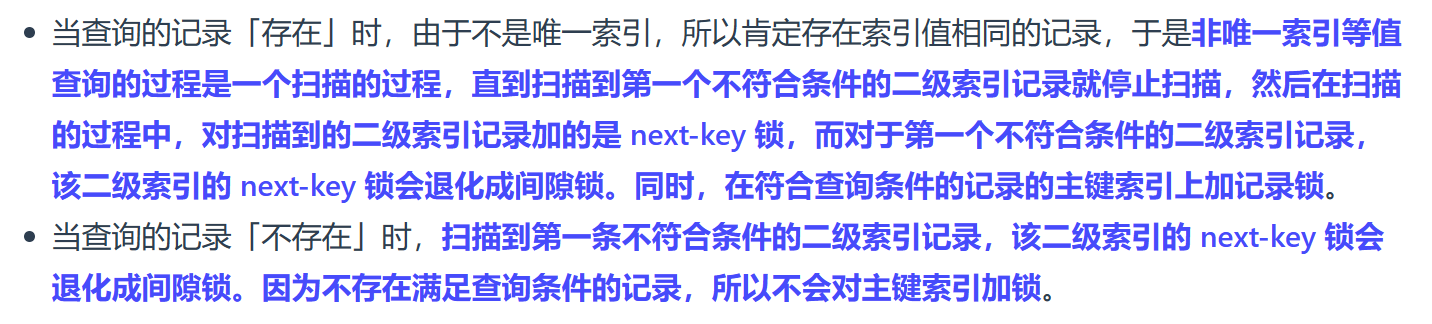 当查询的记录「存在」时，由于不是唯一索引，所以肯定存在索引值相同的记录，于是非唯一索引等值
查询的过程是一个扫描的过程，直到扫描到第一个不符合条件的二级索引记录就停止扫描，然后在扫描
的过程中，对扫描到的二级索引记录加的是 next-key 锁，而对于第一个不符合条件的二级索引记录，
该二级索引的 next-key 锁会退化成间隙锁。同时，在符合查询条件的记录的主键索引上加记录锁。
当查询的记录「不存在」时，扫描到第一条不符合条件的二级索引记录，该二级索引的 next-key 锁会
退化成间隙锁。因为不存在满足查询条件的记录，所以不会对主键索引加锁。